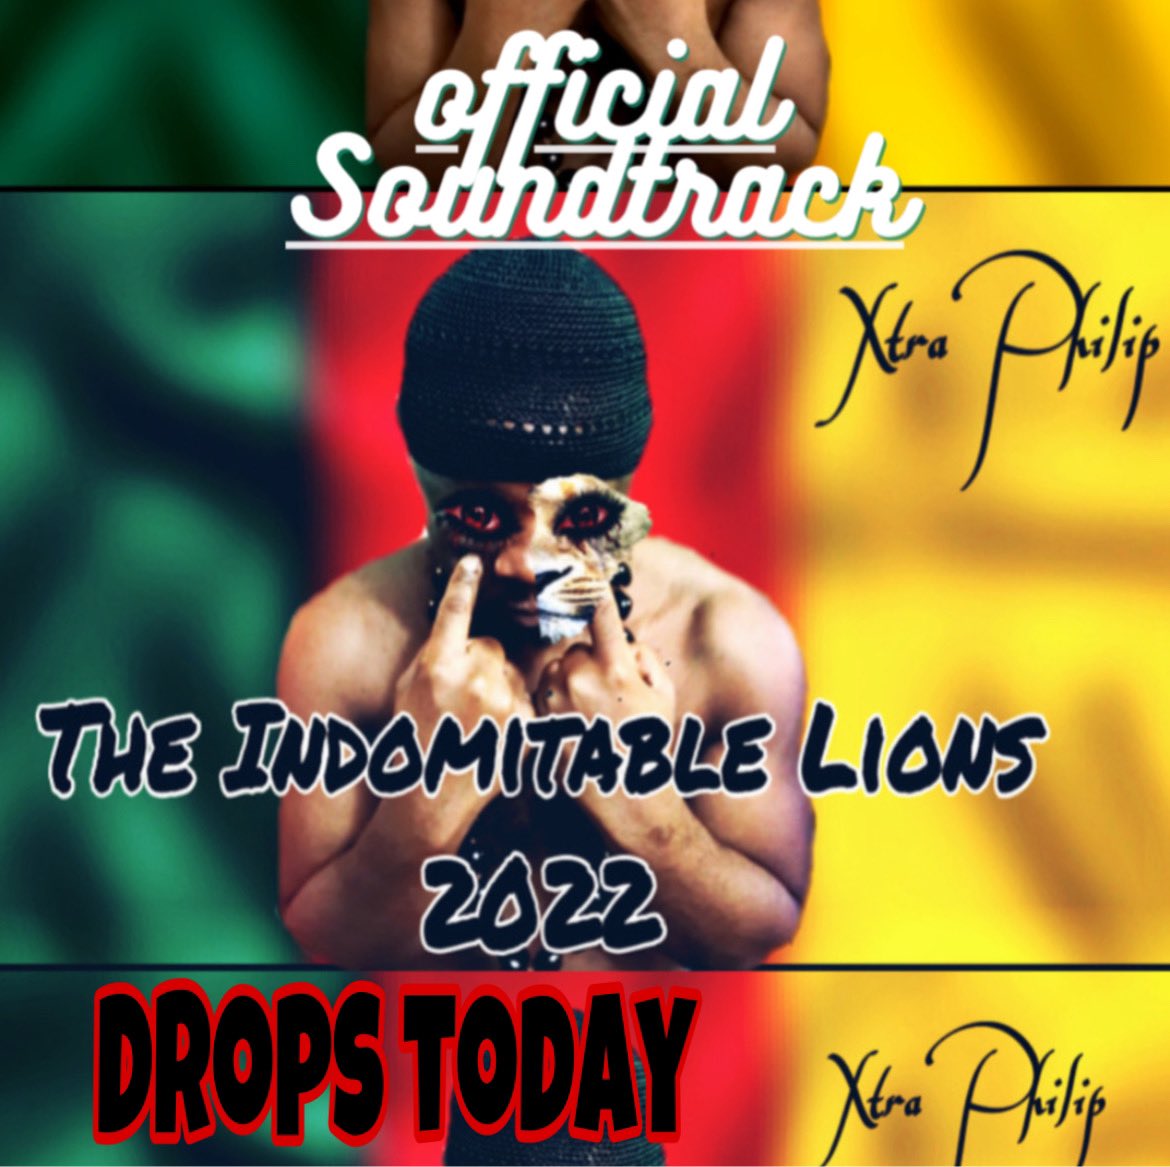 official
Soundtrack
Xtra Philip
The Indomitable Lions
2022
DROPS TODAY
Xtra Philip